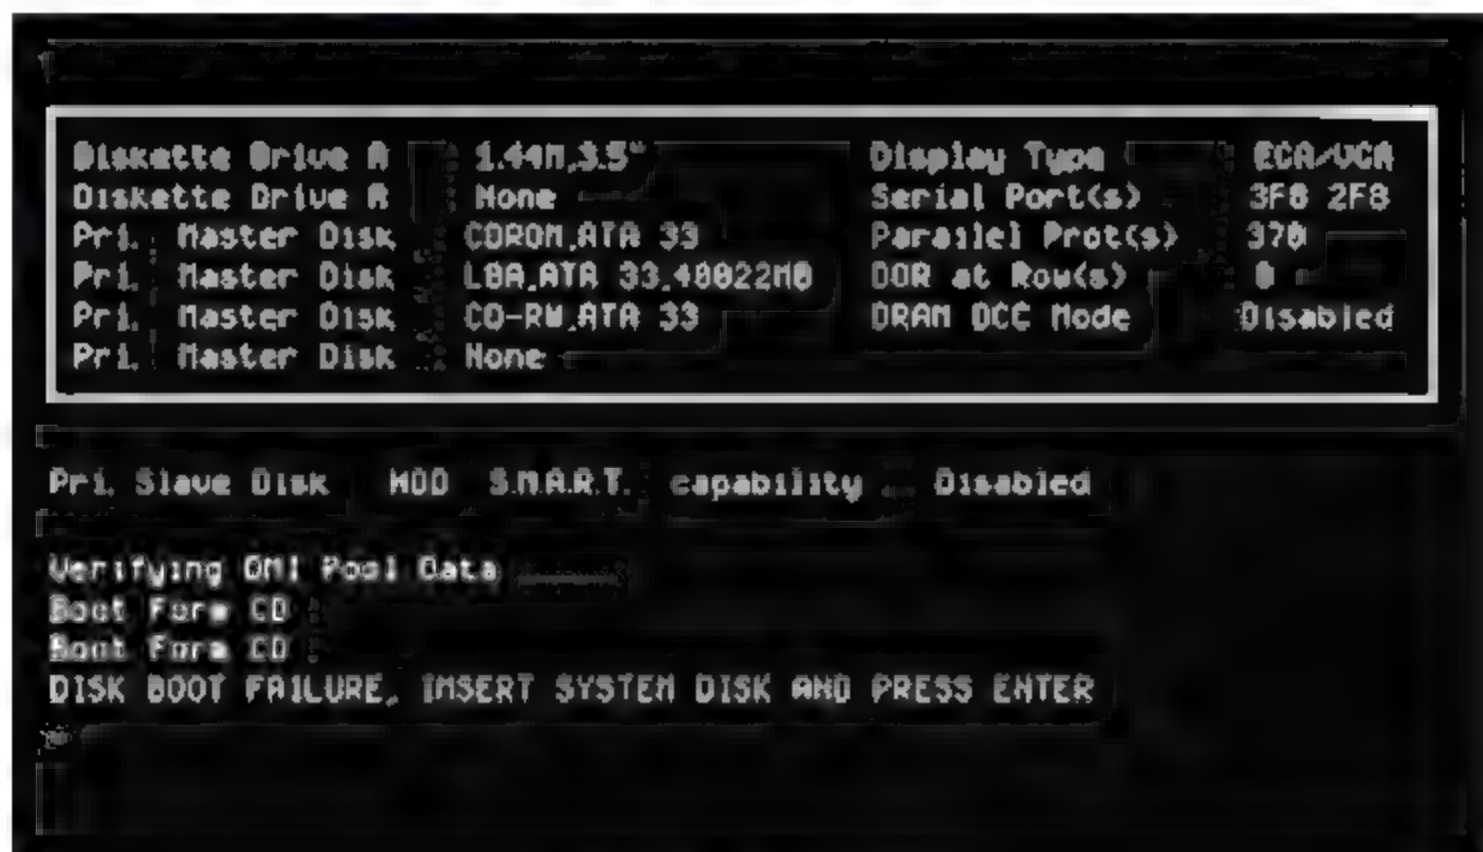 Diskette Drive A 1.44M,3.5" Display Type ECA/VCA
Diskette Drive A None Serial Port(s) 3F8 2F8
Pri. Master Disk CDROM,ATA 33 Parailel Prot(s) 370
Pri. Master Disk LBA,ATA 33,40022MB DDR at Row(s) 0
Pri. Master Disk CD-RW,ATA 33 DRAM DCC Mode Disabled
Pri. Master Disk None
Pri. Slave Disk HDD S.M.A.R.T. capability Disabled
Verifying DMI Pool Data
Boot Form CD :
Boot Form CD :
DISK BOOT FAILURE, INSERT SYSTEM DISK AND PRESS ENTER